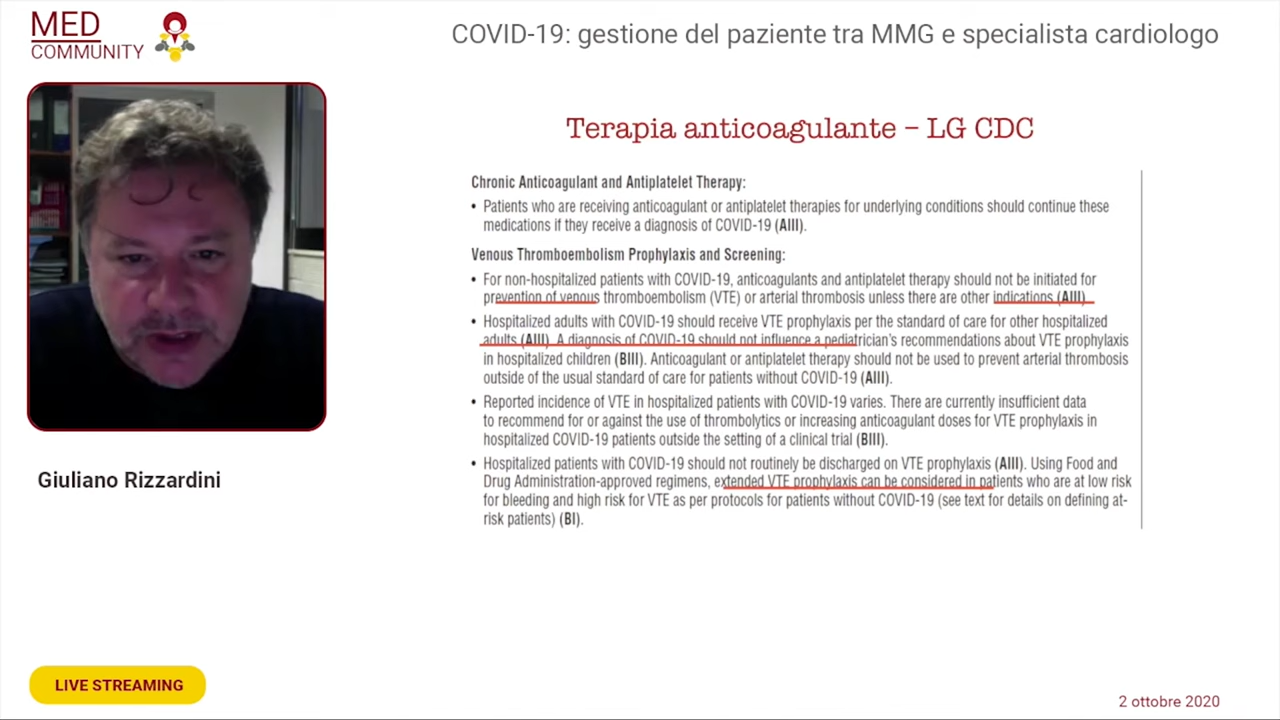 MED
COMMUNITY
COVID-19: gestione del paziente tra MMG e specialista cardiologo
Terapia anticoagulante – LG CDC
Chronic Anticoagulant and Antiplatelet Therapy:
• Patients who are receiving anticoagulant or antiplatelet therapies for underlying conditions should continue these
medications if they receive a diagnosis of COVID-19 (AIII).
Venous Thromboembolism Prophylaxis and Screening:
• For non-hospitalized patients with COVID-19, anticoagulants and antiplatelet therapy should not be initiated for
prevention of venous thromboembolism (VTE) or arterial thrombosis unless there are other indications (AIII).
• Hospitalized adults with COVID-19 should receive VTE prophylaxis per the standard of care for other hospitalized
adults (AIII). A diagnosis of COVID-19 should not influence a pediatrician's recommendations about VTE prophylaxis
in hospitalized children (BIII). Anticoagulant or antiplatelet therapy should not be used to prevent arterial thrombosis
outside of the usual standard of care for patients without COVID-19 (AIII).
• Reported incidence of VTE in hospitalized patients with COVID-19 varies. There are currently insufficient data
to recommend for or against the use of thrombolytics or increasing anticoagulant doses for VTE prophylaxis in
hospitalized COVID-19 patients outside the setting of a clinical trial (BIII).
• Hospitalized patients with COVID-19 should not routinely be discharged on VTE prophylaxis (AIII). Using Food and
Drug Administration-approved regimens, extended VTE prophylaxis can be considered in patients who are at low risk
for bleeding and high risk for VTE as per protocols for patients without COVID-19 (see text for details on defining at-
risk patients) (BI).
Giuliano Rizzardini
LIVE STREAMING
2 ottobre 2020